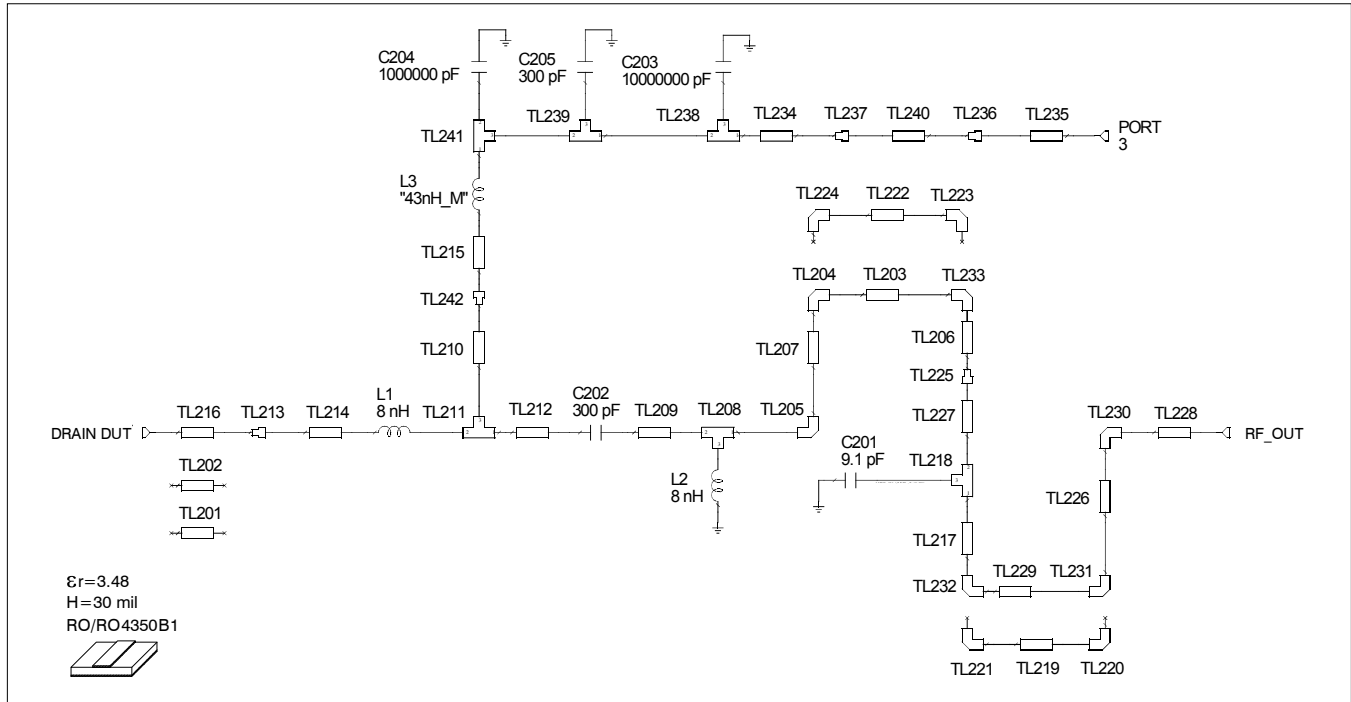 C204
1000000 pF
C205
300 pF
C203
10000000 pF
TL241
TL239
TL238
TL234
TL237
TL240
TL236
TL235
PORT
3
L3
"43nH_M"
TL224
TL222
TL223
TL215
TL204
TL203
TL233
TL242
TL210
TL207
TL206
TL225
L1
8 nH
C202
300 pF
TL227
DRAIN DUT
TL216
TL213
TL214
TL211
TL212
TL209
TL208
TL205
TL230
TL228
RF_OUT
C201
9.1 pF
TL218
TL202
L2
8 nH
TL226
TL201
TL217
TL232
TL229
TL231
εr=3.48
H=30 mil
RO/RO4350B1
TL221
TL219
TL220